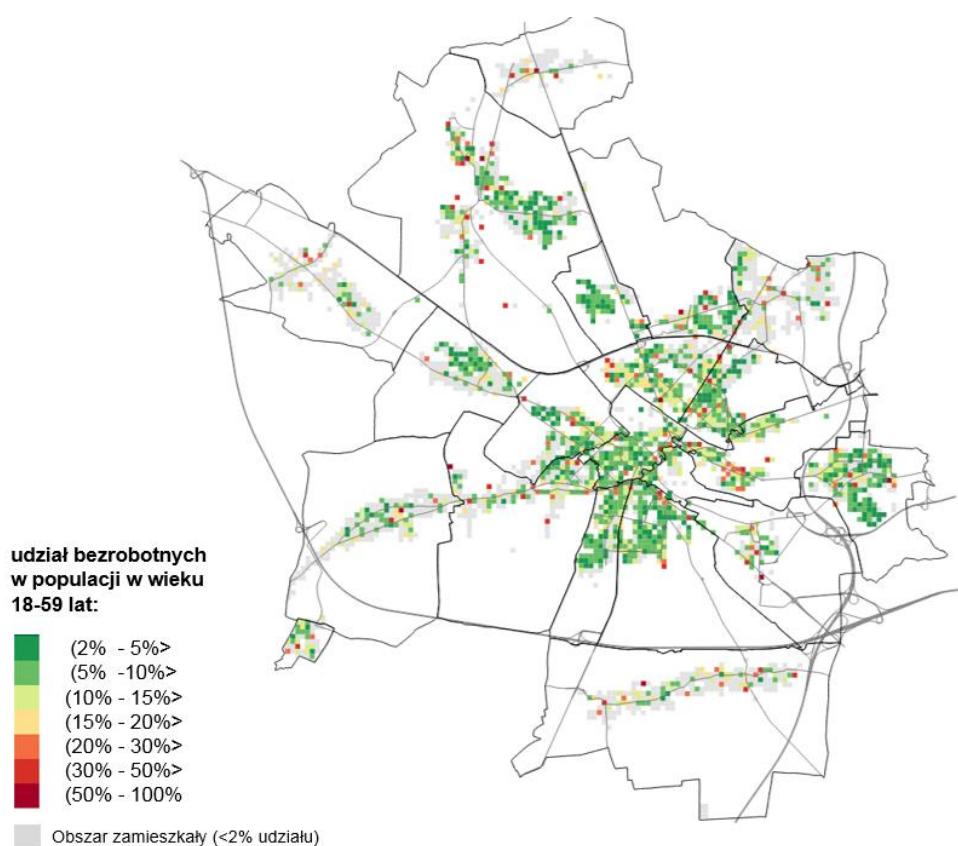 udział bezrobotnych
w populacji w wieku
18-59 lat:
(2% - 5%>
(5% -10%>
(10% - 15%>
(15% - 20%>
(20% - 30%>
(30% - 50%>
(50% - 100%
Obszar zamieszkały (<2% udziału)